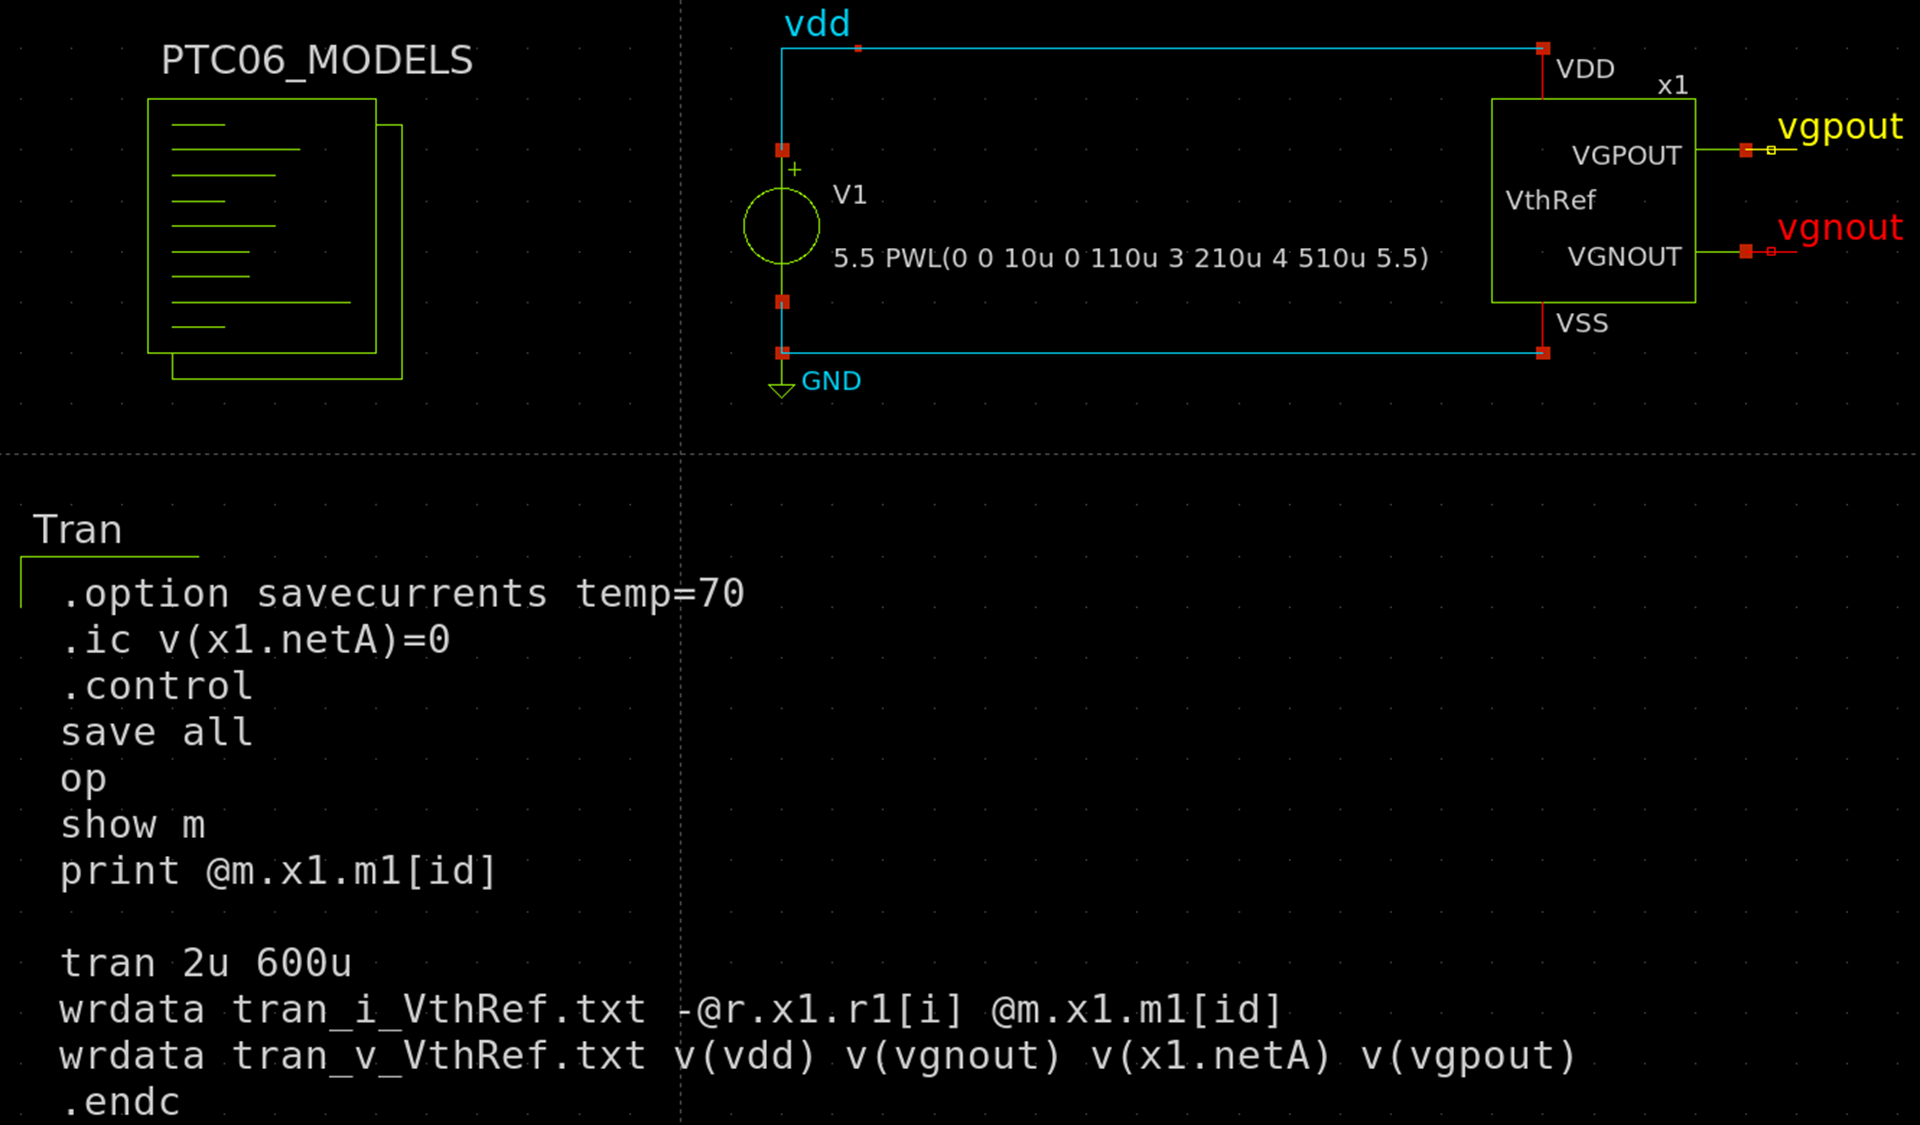 PTC06_MODELS
vdd
VDD
x1
VGPOUT
vgpout
VthRef
VGNOUT
vgnout
+
V1
5.5 PWL(0 0 10u 0 110u 3 210u 4 510u 5.5)
VSS
GND
Tran
.option savecurrents temp=70
.ic v(x1.netA)=0
.control
save all
op
show m
print @m.x1.m1[id]
tran 2u 600u
wrdata tran_i_VthRef.txt -@r.x1.r1[i] @m.x1.m1[id]
wrdata tran_v_VthRef.txt v(vdd) v(vgnout) v(x1.netA) v(vgpout)
.endc